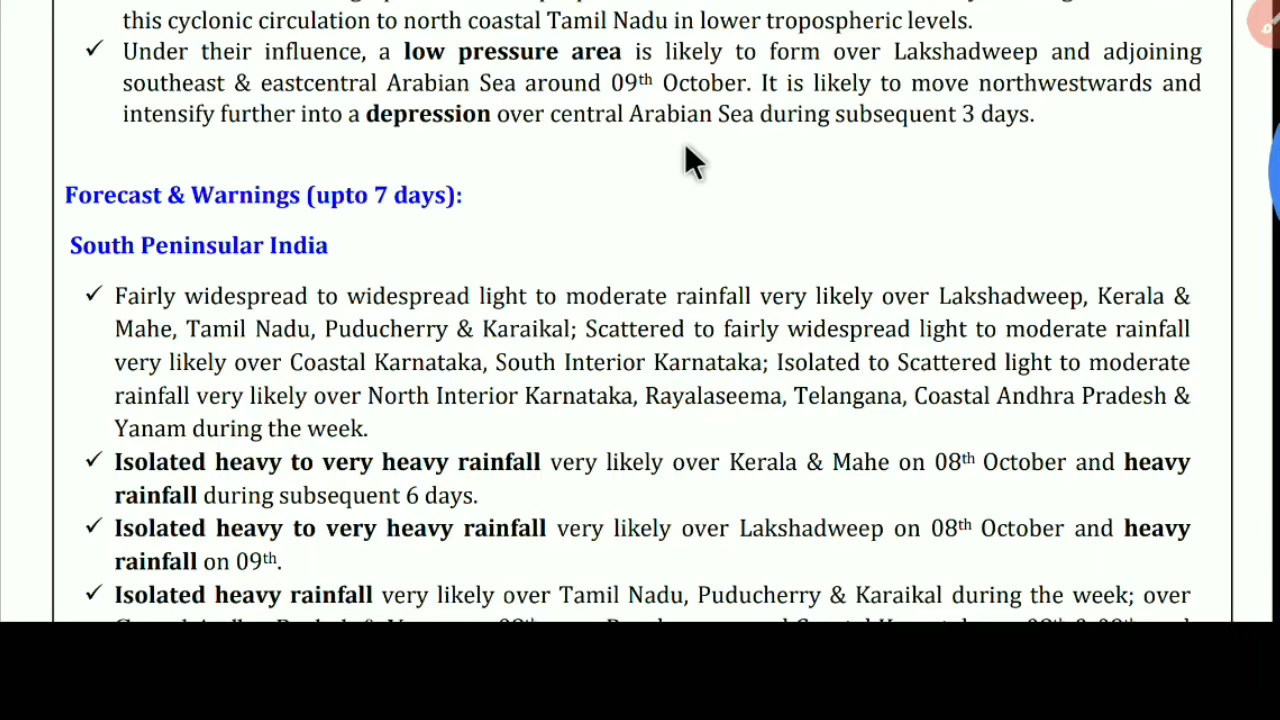 this cyclonic circulation to north coastal Tamil Nadu in lower tropospheric levels.
✓ Under their influence, a low pressure area is likely to form over Lakshadweep and adjoining
southeast & eastcentral Arabian Sea around 09th October. It is likely to move northwestwards and
intensify further into a depression over central Arabian Sea during subsequent 3 days.
Forecast & Warnings (upto 7 days):
South Peninsular India
✓ Fairly widespread to widespread light to moderate rainfall very likely over Lakshadweep, Kerala &
Mahe, Tamil Nadu, Puducherry & Karaikal; Scattered to fairly widespread light to moderate rainfall
very likely over Coastal Karnataka, South Interior Karnataka; Isolated to Scattered light to moderate
rainfall very likely over North Interior Karnataka, Rayalaseema, Telangana, Coastal Andhra Pradesh &
Yanam during the week.
✓ Isolated heavy to very heavy rainfall very likely over Kerala & Mahe on 08th October and heavy
rainfall during subsequent 6 days.
✓ Isolated heavy to very heavy rainfall very likely over Lakshadweep on 08th October and heavy
rainfall on 09th.
✓ Isolated heavy rainfall very likely over Tamil Nadu, Puducherry & Karaikal during the week; over